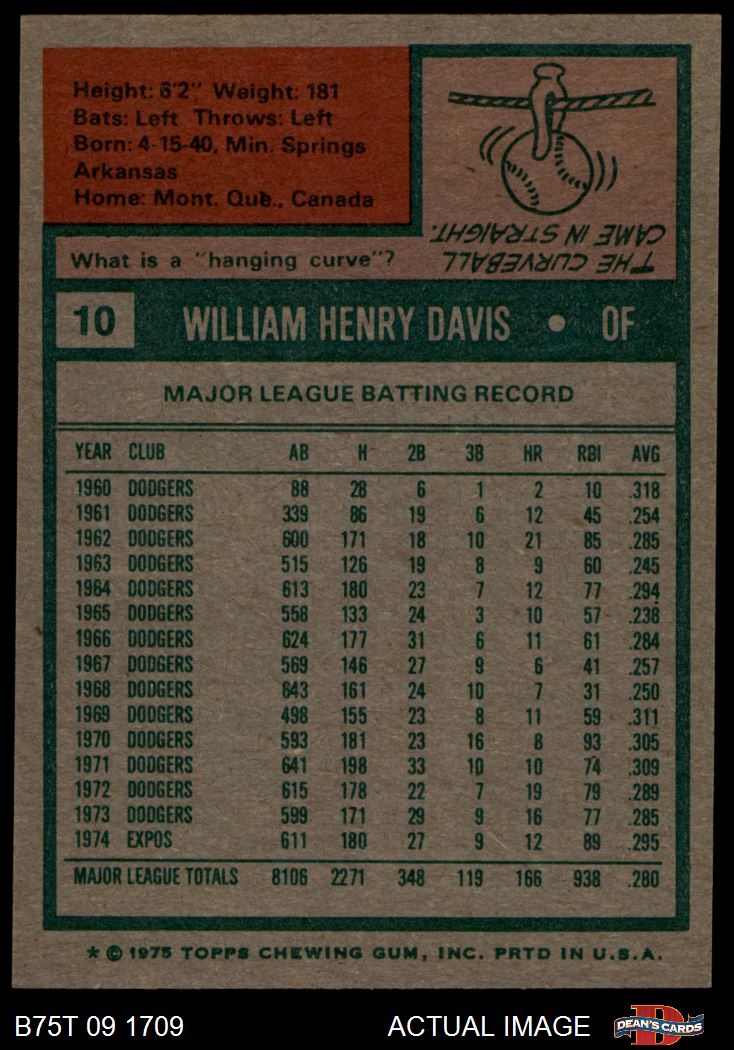 Height: 6'2" Weight: 181
Bats: Left Throws: Left
Born: 4-15-40, Min. Springs
Arkansas
Home: Mont. Que., Canada
What is a "hanging curve"?
THE CURVEBALL
CAME IN STRAIGHT.
10 WILLIAM HENRY DAVIS • OF
MAJOR LEAGUE BATTING RECORD
YEAR CLUB AB H 2B 3B HR RBI AVG
1960 DODGERS 88 28 6 1 2 10 .318
1961 DODGERS 339 86 19 6 12 45 .254
1962 DODGERS 600 171 18 10 21 85 .285
1963 DODGERS 515 126 19 8 9 60 .245
1964 DODGERS 613 180 23 7 12 77 .294
1965 DODGERS 558 133 24 3 10 57 .238
1966 DODGERS 624 177 31 6 11 61 .284
1967 DODGERS 569 146 27 9 6 41 .257
1968 DODGERS 643 161 24 10 7 31 .250
1969 DODGERS 498 155 23 8 11 59 .311
1970 DODGERS 593 181 23 16 8 93 .305
1971 DODGERS 641 198 33 10 10 74 .309
1972 DODGERS 615 178 22 7 19 79 .289
1973 DODGERS 599 171 29 9 16 77 .285
1974 EXPOS 611 180 27 9 12 89 .295
MAJOR LEAGUE TOTALS 8106 2271 348 119 166 938 .280
* © 1975 TOPPS CHEWING GUM, INC. PRTD IN U.S.A.
B75T 09 1709 ACTUAL IMAGE
DEAN'S CARDS